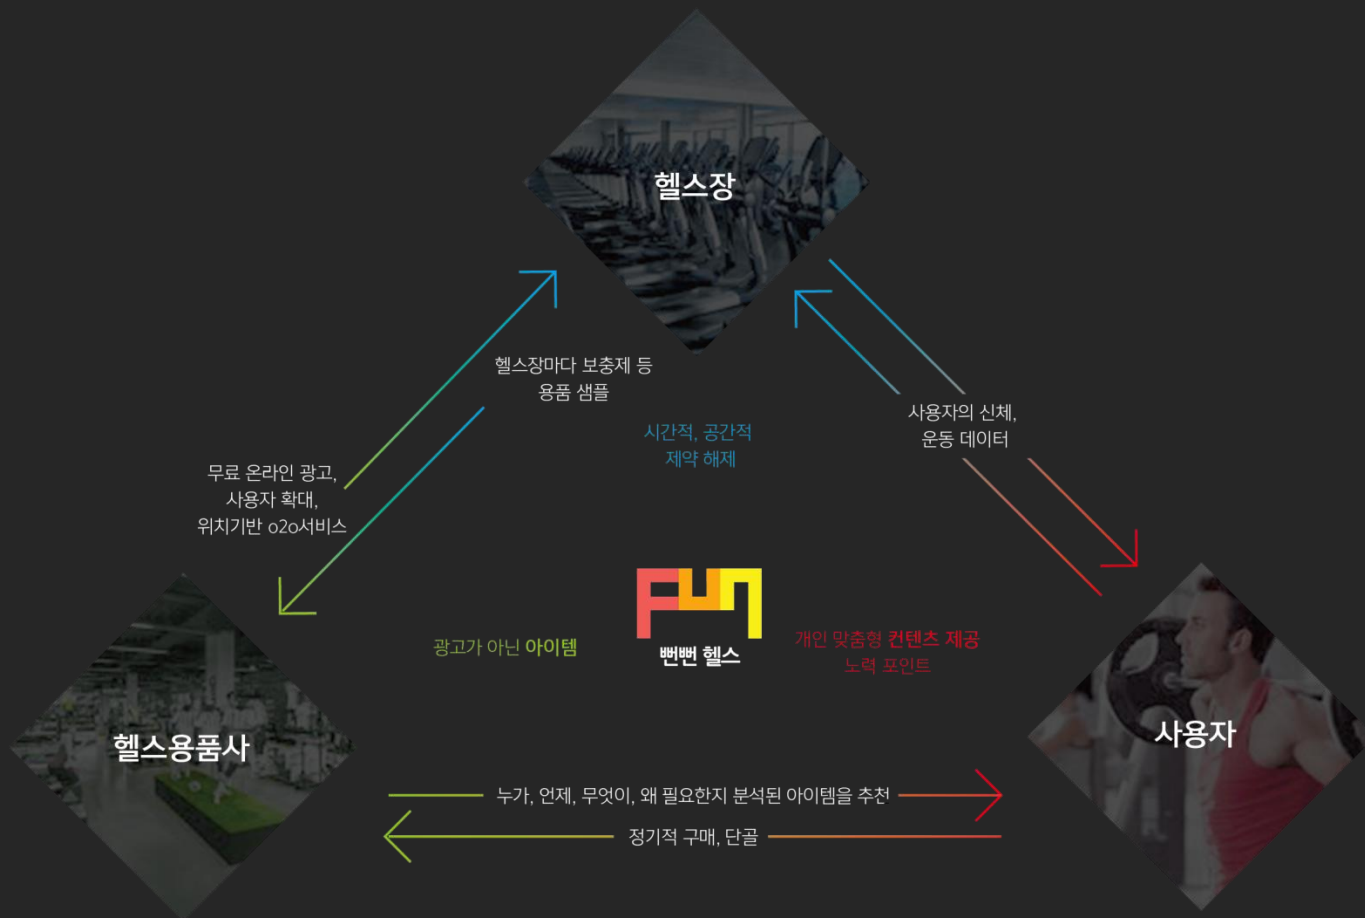 헬스장
헬스장마다 보충제 등
용품 샘플
사용자의 신체,
운동 데이터
시간적, 공간적
제약 해제
무료 온라인 광고,
사용자 확대,
위치기반 o2o서비스
FUN
뻔뻔 헬스
광고가 아닌 아이템
개인 맞춤형 컨텐츠 제공
노력 포인트
헬스용품사
사용자
누가, 언제, 무엇이, 왜 필요한지 분석된 아이템을 추천
정기적 구매, 단골